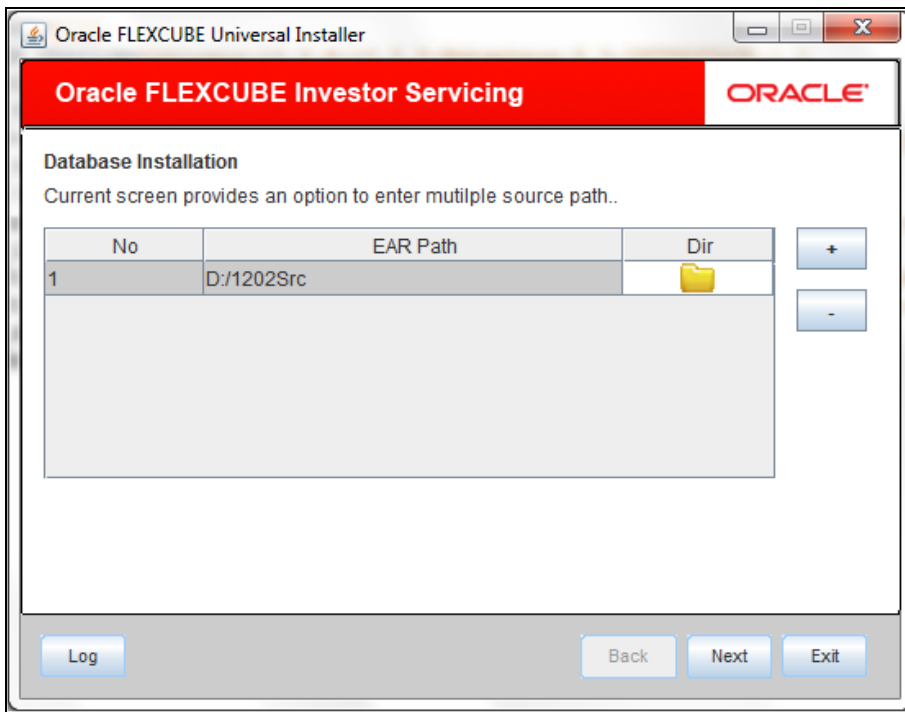 Oracle FLEXCUBE Universal Installer
Oracle FLEXCUBE Investor Servicing
ORACLE
Database Installation
Current screen provides an option to enter mutilple source path..
No EAR Path Dir
+
1 D:/1202Src
-
Log Back Next Exit